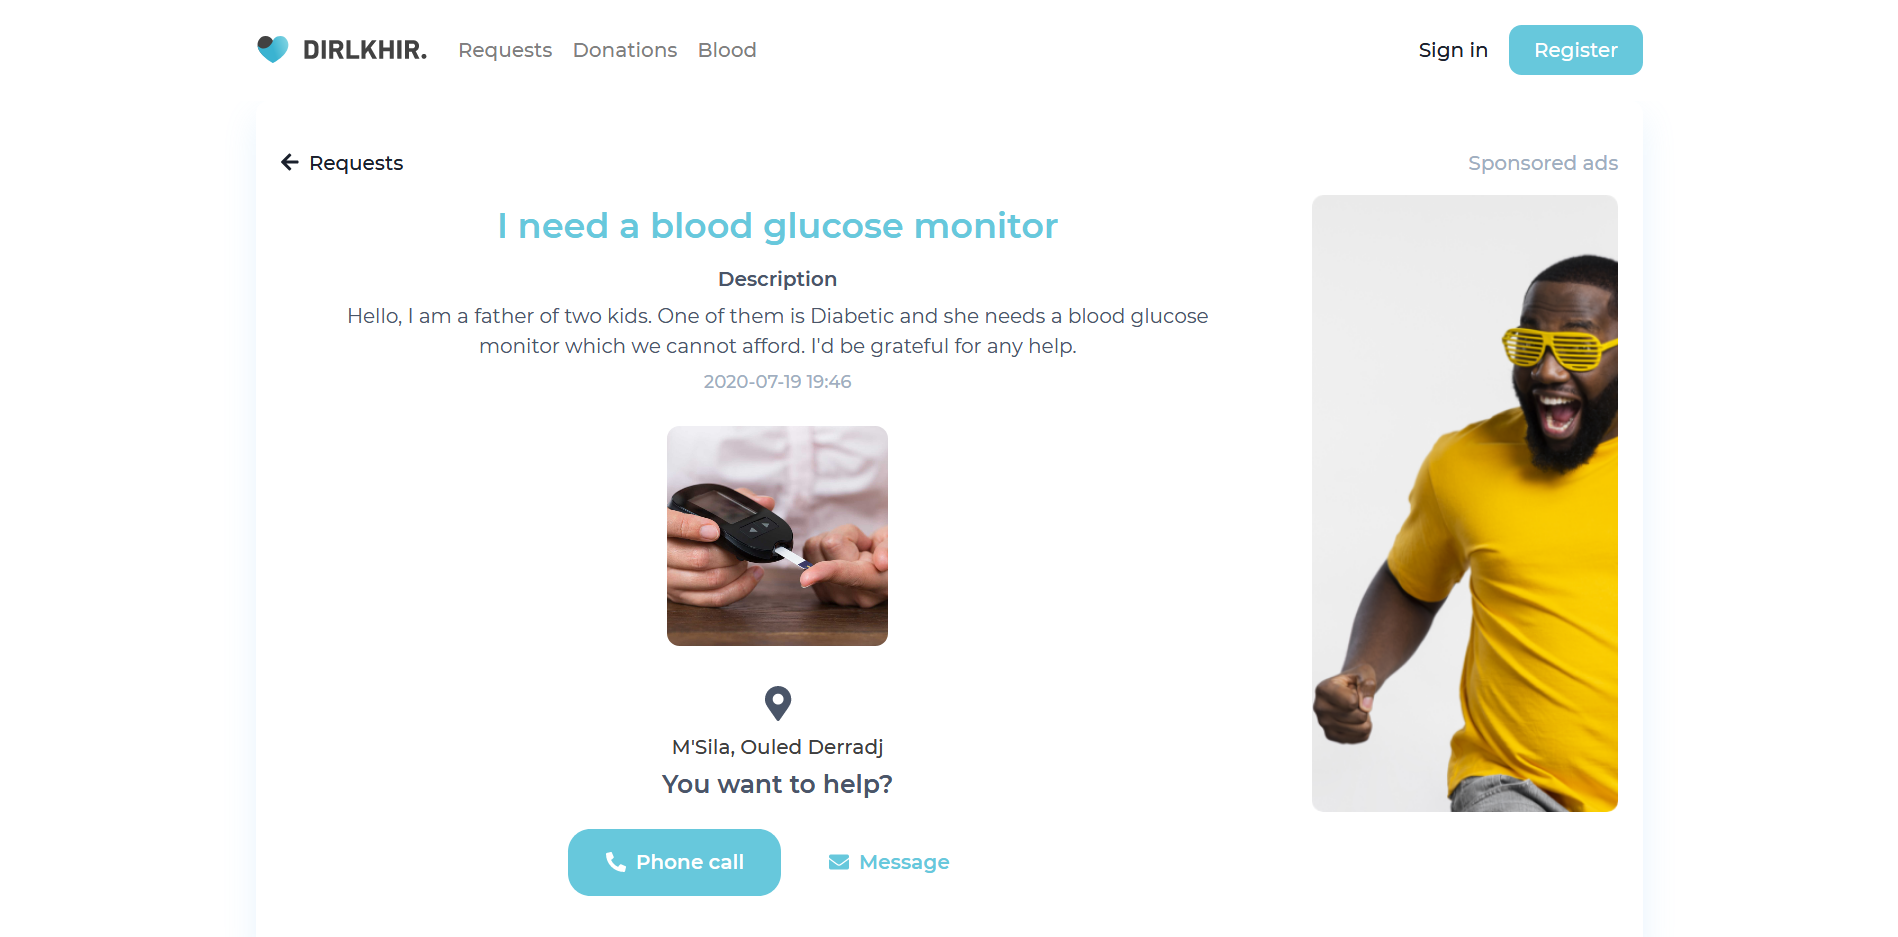 DIRLKHIR.
Requests
Donations
Blood
Sign in
Register
Requests
Sponsored ads
I need a blood glucose monitor
Description
Hello, I am a father of two kids. One of them is Diabetic and she needs a blood glucose
monitor which we cannot afford. I'd be grateful for any help.
2020-07-19 19:46
M'Sila, Ouled Derradj
You want to help?
Phone call
Message